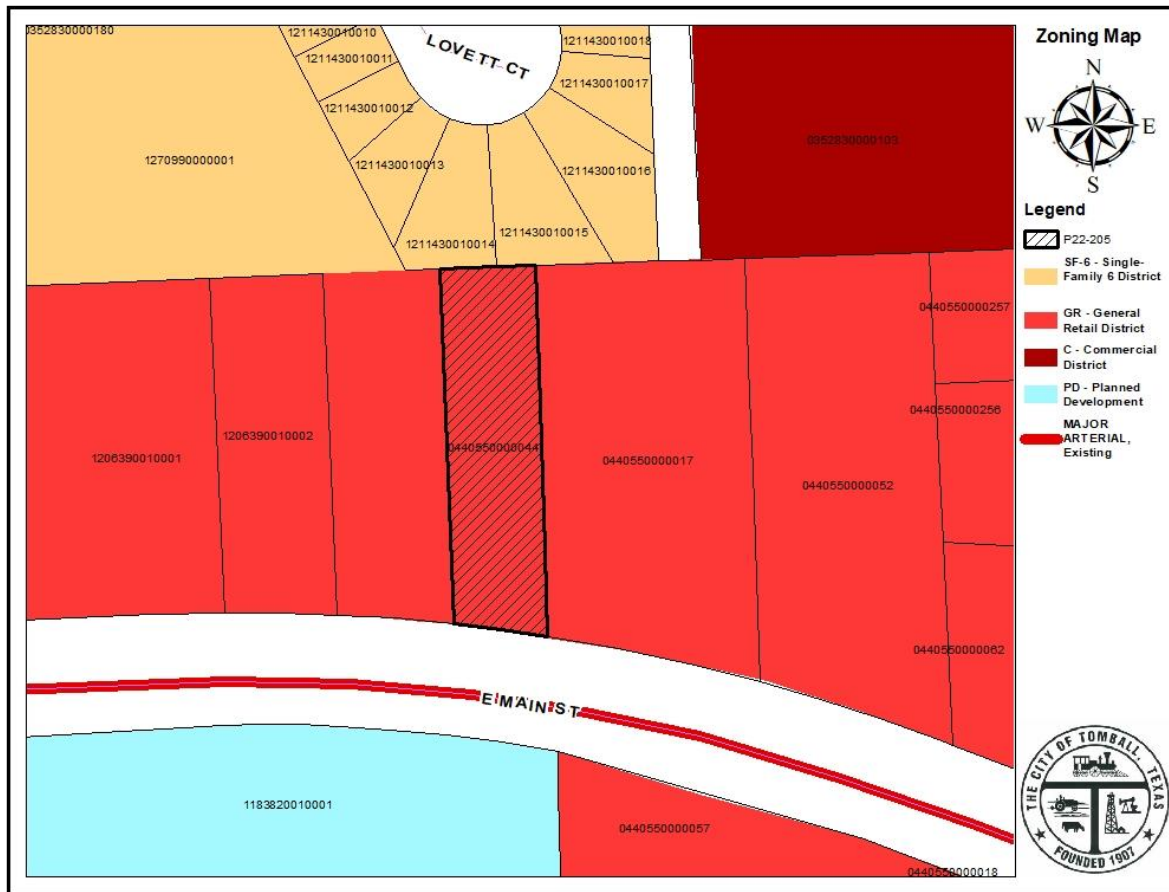 0352830000180
1211430010010
1211430010011
1211430010012
1211430010013
1211430010014
1211430010015
1211430010016
1211430010017
1211430010018
LOVETT CT
1270990000001
0352830000103
1206390010001
1206390010002
0440550000044
0440550000017
0440550000052
0440550000257
0440550000256
0440550000062
E MAIN ST
1183820010001
0440550000057
0440550000018
Zoning Map
N
W
E
S
Legend
P22-205
SF-6 - Single-
Family 6 District
GR - General
Retail District
C - Commercial
District
PD - Planned
Development
MAJOR
ARTERIAL,
Existing
THE CITY OF TOMBALL, TEXAS
FOUNDED 1907